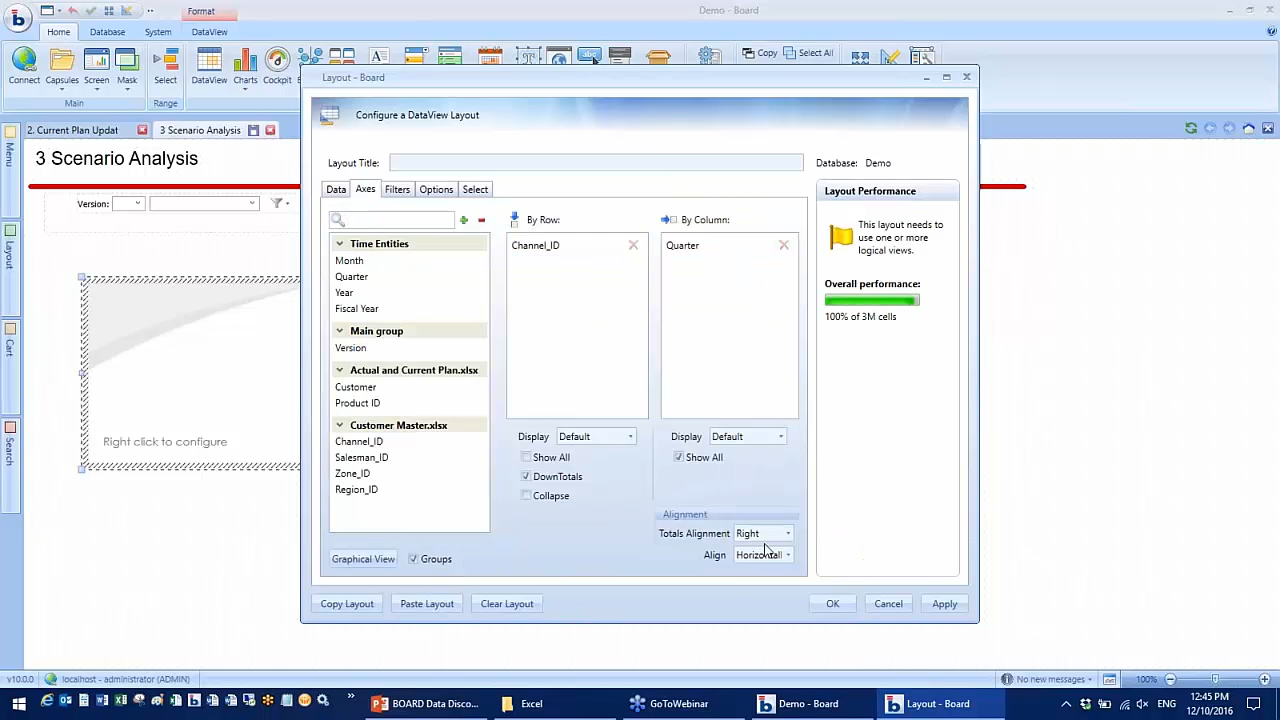 Format
Demo - Board
Home
Database
System
DataView
Connect
Capsules
Screen
Mask
Select
DataView
Charts
Cockpit
Copy
Select All
Main
Range
Layout - Board
Configure a DataView Layout
2. Current Plan Updat
3 Scenario Analysis
3 Scenario Analysis
Menu
Layout
Cart
Search
Version:
Right click to configure
Layout Title:
Database: Demo
Data
Axes
Filters
Options
Select
By Row:
By Column:
Time Entities
Month
Quarter
Year
Fiscal Year
Main group
Version
Actual and Current Plan.xlsx
Customer
Product ID
Customer Master.xlsx
Channel_ID
Salesman_ID
Zone_ID
Region_ID
Channel_ID
Quarter
Display Default
Show All
DownTotals
Collapse
Display Default
Show All
Alignment
Totals Alignment Right
Align
Graphical View
Groups
Layout Performance
This layout needs to
use one or more
logical views.
Overall performance:
100% of 3M cells
Copy Layout
Paste Layout
Clear Layout
OK
Cancel
Apply
v10.0.0
localhost - administrator (ADMIN)
No new messages
100%
BOARD Data Disco...
Excel
GoToWebinar
Demo - Board
Layout - Board
ENG
12:45 PM
12/10/2016